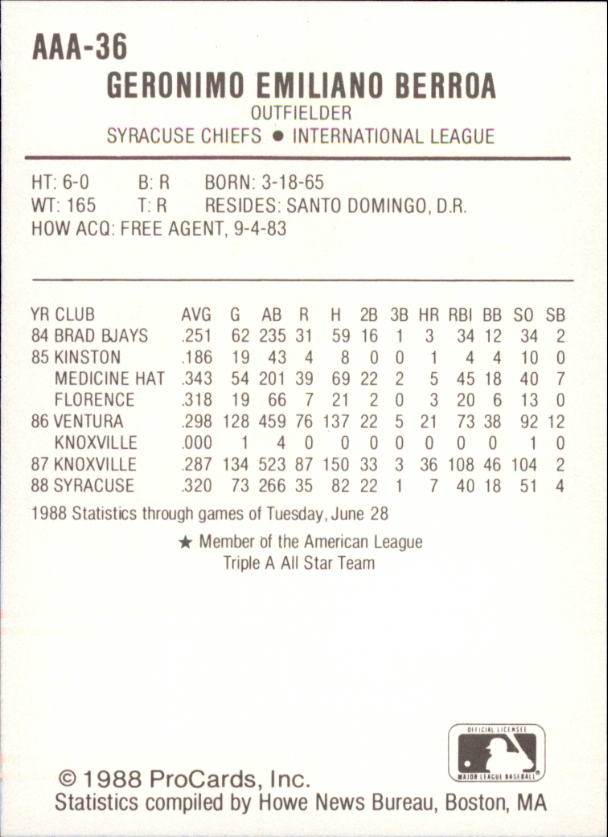 AAA-36
GERONIMO EMILIANO BERROA
OUTFIELDER
SYRACUSE CHIEFS ● INTERNATIONAL LEAGUE
HT: 6-0 B: R BORN: 3-18-65
WT: 165 T: R RESIDES: SANTO DOMINGO, D.R.
HOW ACQ: FREE AGENT, 9-4-83
YR CLUB AVG G AB R H 2B 3B HR RBI BB SO SB
84 BRAD BJAYS .251 62 235 31 59 16 1 3 34 12 34 2
85 KINSTON .186 19 43 4 8 0 0 1 4 4 10 0
MEDICINE HAT .343 54 201 39 69 22 2 5 45 18 40 7
FLORENCE .318 19 66 7 21 2 0 3 20 6 13 0
86 VENTURA .298 128 459 76 137 22 5 21 73 38 92 12
KNOXVILLE .000 1 4 0 0 0 0 0 0 0 1 0
87 KNOXVILLE .287 134 523 87 150 33 3 36 108 46 104 2
88 SYRACUSE .320 73 266 35 82 22 1 7 40 18 51 4
1988 Statistics through games of Tuesday, June 28
★ Member of the American League
Triple A All Star Team
OFFICIAL LICENSEE
MAJOR LEAGUE BASEBALL
© 1988 ProCards, Inc.
Statistics compiled by Howe News Bureau, Boston, MA